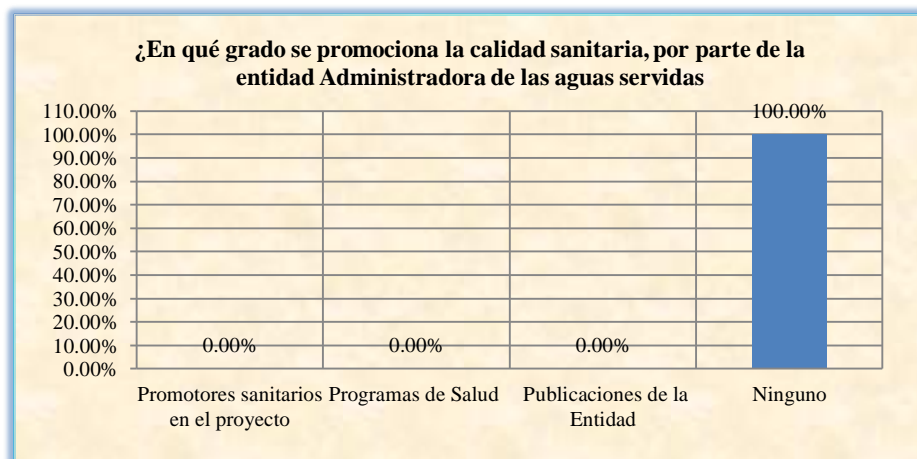 ¿En qué grado se promociona la calidad sanitaria, por parte de la
entidad Administradora de las aguas servidas
110.00%
100.00%
90.00%
80.00%
70.00%
60.00%
50.00%
40.00%
30.00%
20.00%
10.00%
0.00%
0.00%
0.00%
0.00%
100.00%
Promotores sanitarios
en el proyecto
Programas de Salud
Publicaciones de la
Entidad
Ninguno